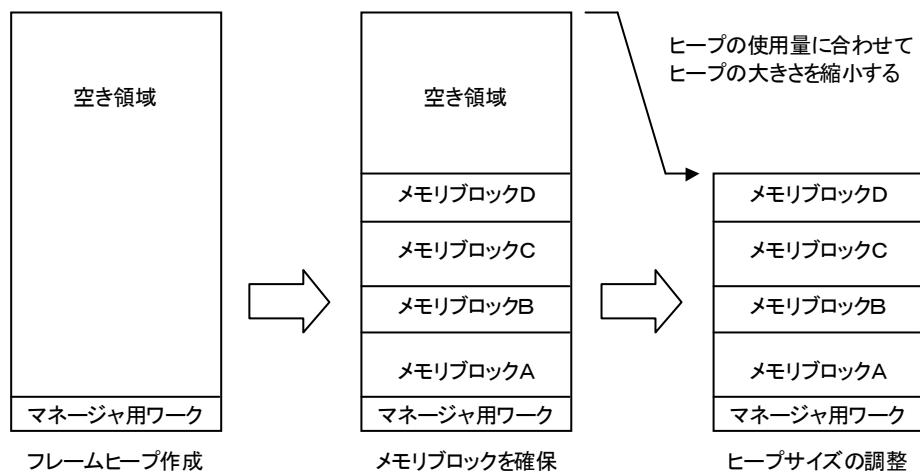 空き領域
マネージャ用ワーク
フレームヒープ作成
空き領域
メモリブロックD
メモリブロックC
メモリブロックB
メモリブロックA
マネージャ用ワーク
メモリブロックを確保
ヒープの使用量に合わせて
ヒープの大きさを縮小する
メモリブロックD
メモリブロックC
メモリブロックB
メモリブロックA
マネージャ用ワーク
ヒープサイズの調整